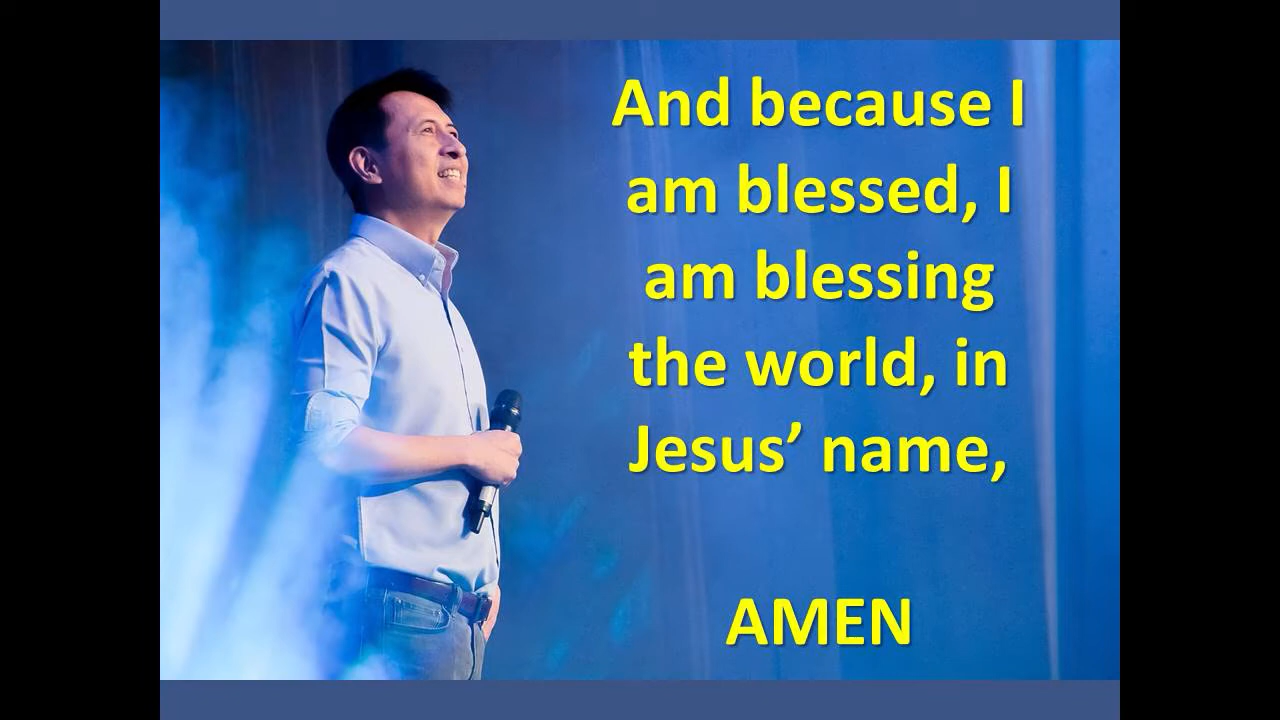 And because I
am blessed, I
am blessing
the world, in
Jesus’ name,
AMEN